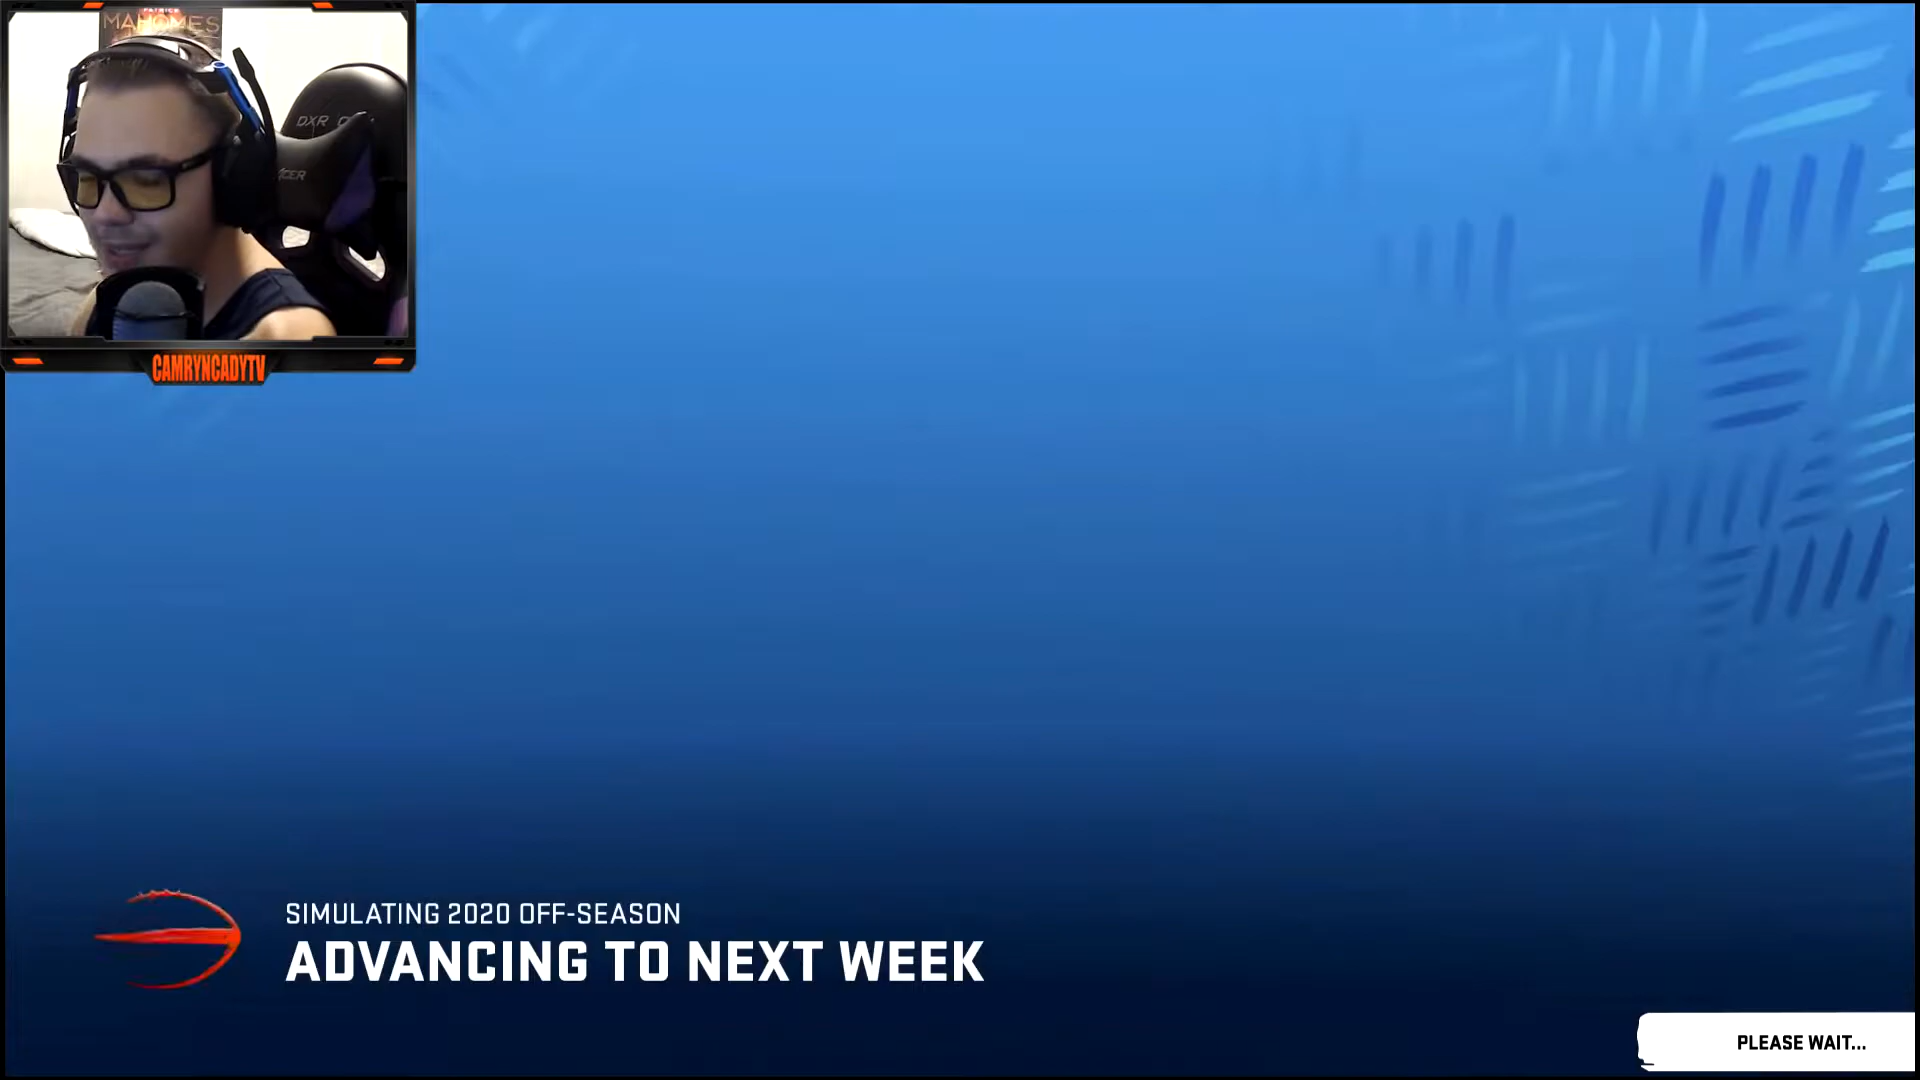 MAHOMES
DXR
CAMRYNCADYTV
SIMULATING 2020 OFF-SEASON
ADVANCING TO NEXT WEEK
PLEASE WAIT...